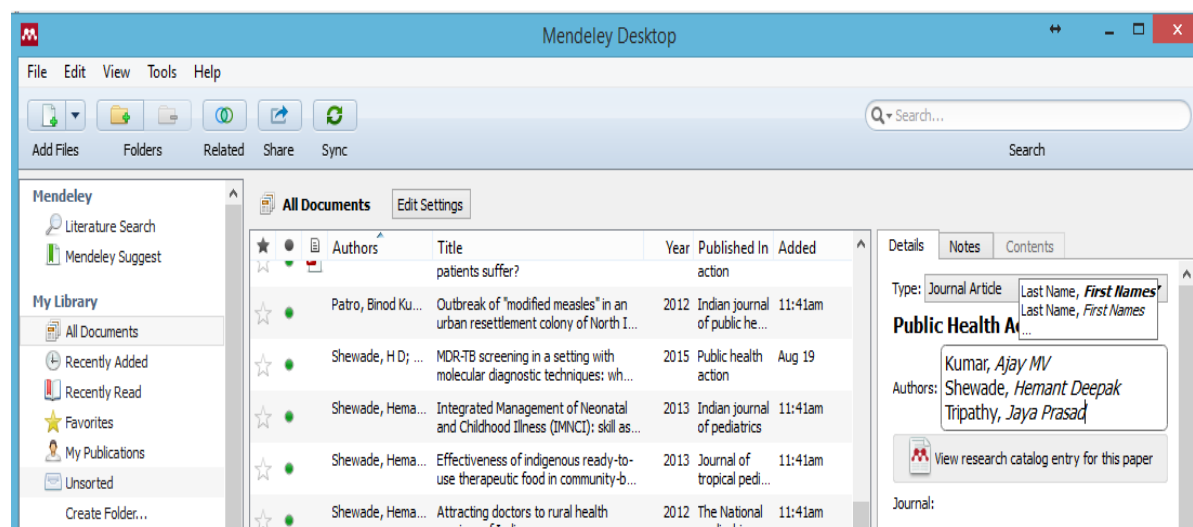 Mendeley Desktop
File Edit View Tools Help
Search...
Add Files Folders Related Share Sync Search
Mendeley
Literature Search
Mendeley Suggest
My Library
All Documents
Recently Added
Recently Read
Favorites
My Publications
Unsorted
Create Folder...
All Documents Edit Settings
Authors Title Year Published In Added
patients suffer? action
Patro, Binod Ku... Outbreak of "modified measles" in an 2012 Indian journal 11:41am
urban resettlement colony of North I... of public he...
Shewade, H D; ... MDR-TB screening in a setting with 2015 Public health Aug 19
molecular diagnostic techniques: wh... action
Shewade, Hema... Integrated Management of Neonatal 2013 Indian journal 11:41am
and Childhood Illness (IMNCI): skill as... of pediatrics
Shewade, Hema... Effectiveness of indigenous ready-to- 2013 Journal of 11:41am
use therapeutic food in community-b... tropical pedi...
Shewade, Hema... Attracting doctors to rural health 2012 The National 11:41am
Details Notes Contents
Type: Journal Article
Last Name, First Names
Last Name, First Names
...
Public Health A
Authors:
Kumar, Ajay MV
Shewade, Hemant Deepak
Tripathy, Jaya Prasad
View research catalog entry for this paper
Journal: